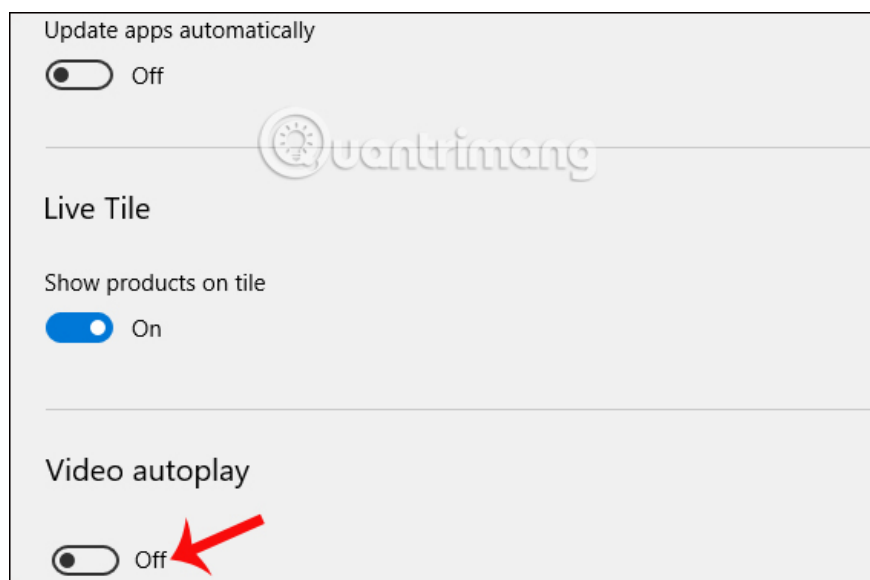 Update apps automatically
Off
Quantrimang
Live Tile
Show products on tile
On
Video autoplay
Off